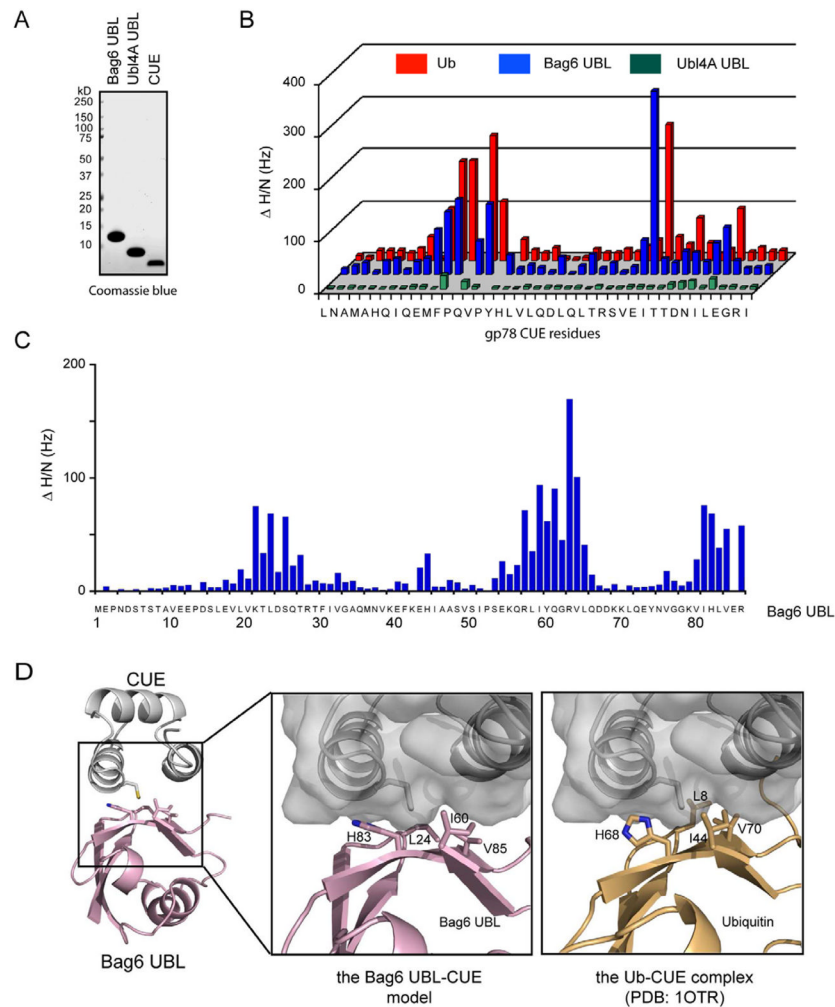 A
Bag6 UBL
Ubl4A UBL
CUE
kD
250
150
100
75
50
37
25
20
15
10
Coomassie blue
B
Ub
Bag6 UBL
Ubl4A UBL
400
300
200
100
0
Δ H/N (Hz)
LNAMAHQIQEMFPQVPYHLVLQDLQLTRSVEITTDNILEGRI
gp78 CUE residues
C
200
100
0
Δ H/N (Hz)
MEPNDSTSTAVEEPDSLEVLVKTLDSQTRTFIVGAQMNVKEFKEHIAASVSIPSEKQRLIYQGRVLQDDKKLQEYNVGGKVIHLVER
Bag6 UBL
1 10 20 30 40 50 60 70 80
D
CUE
Bag6 UBL
H83
L24
I60
V85
Bag6 UBL
the Bag6 UBL-CUE
model
H68
L8
I44
V70
Ubiquitin
the Ub-CUE complex
(PDB: 1OTR)